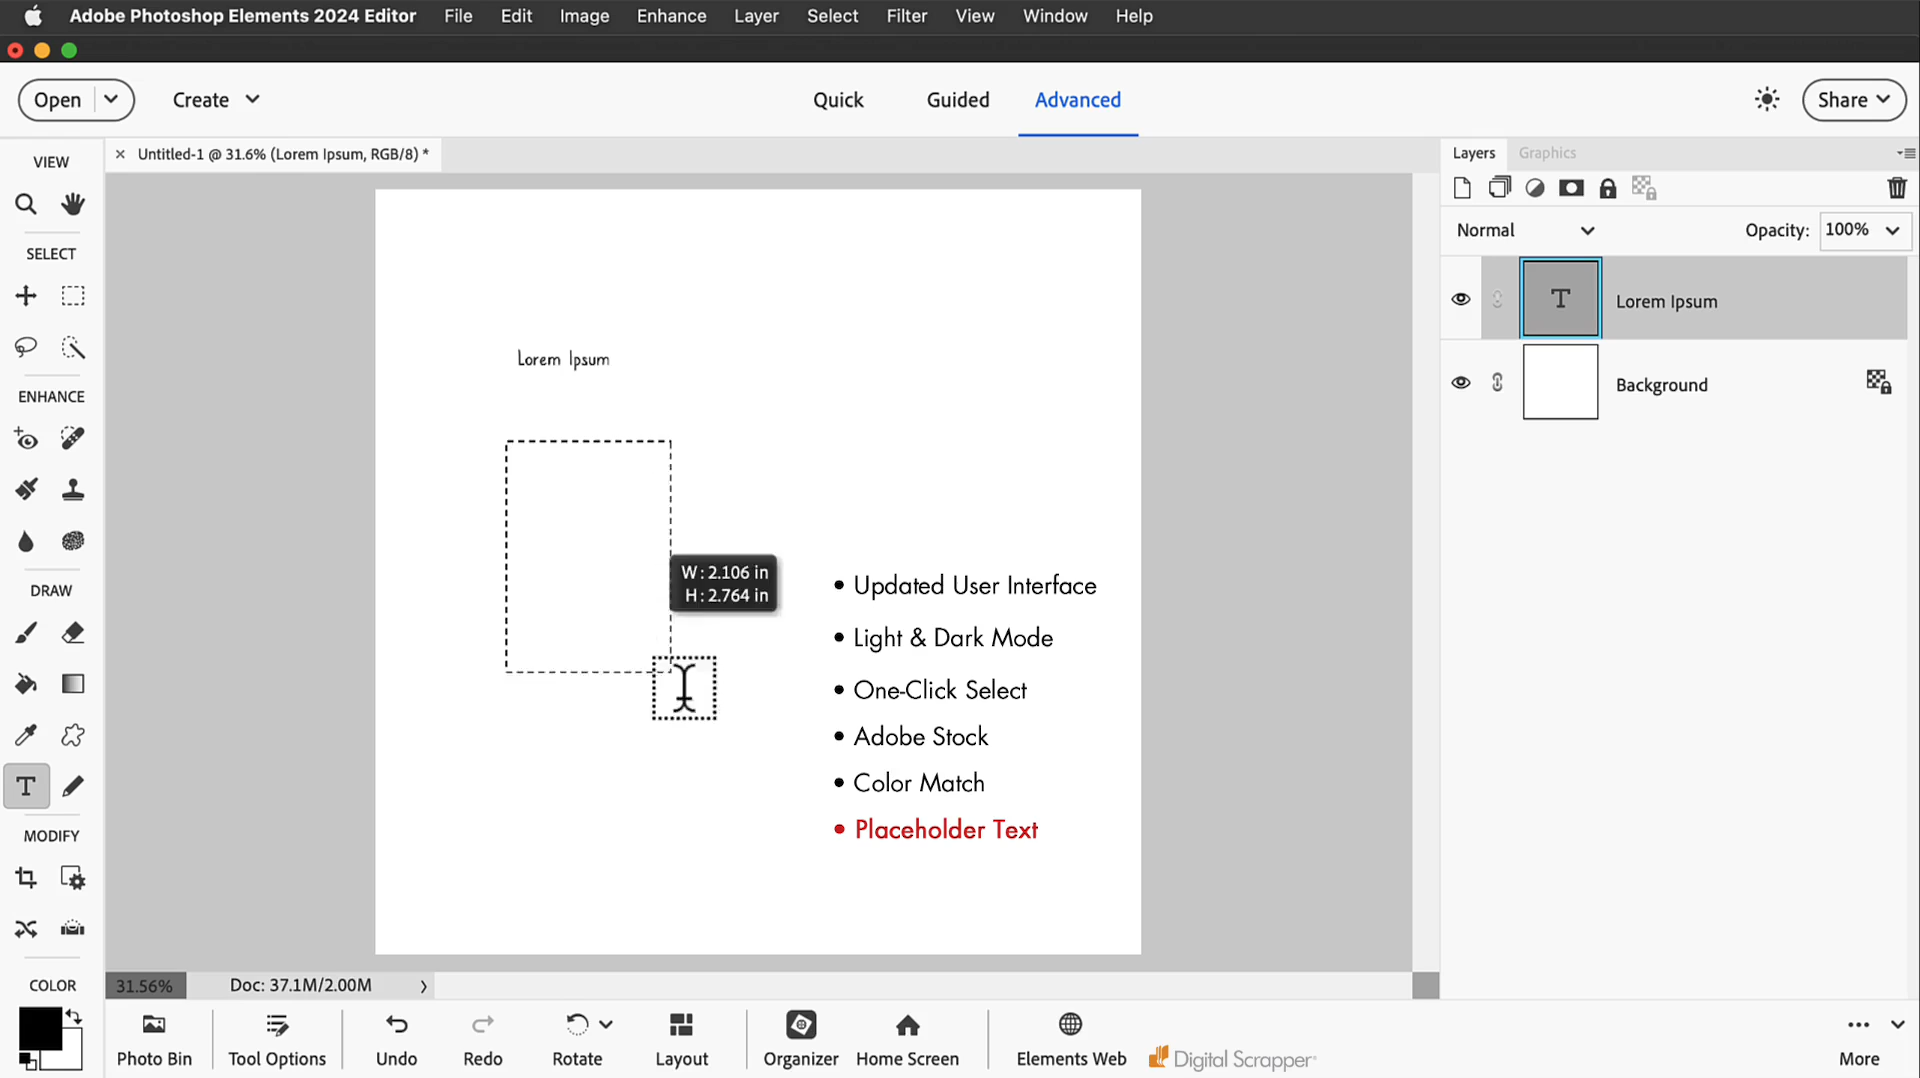 Adobe Photoshop Elements 2024 Editor File Edit Image Enhance Layer Select Filter View Window Help
Open Create Quick Guided Advanced Share
VIEW
Untitled-1 @ 31.6% (Lorem Ipsum, RGB/8) *
Layers Graphics
Normal Opacity: 100%
SELECT
Lorem Ipsum
Background
Lorem Ipsum
ENHANCE
W: 2.106 in
H: 2.764 in
DRAW
• Updated User Interface
• Light & Dark Mode
• One-Click Select
• Adobe Stock
• Color Match
• Placeholder Text
T
T
MODIFY
COLOR
31.56% Doc: 37.1M/2.00M
Photo Bin Tool Options Undo Redo Rotate Layout Organizer Home Screen Elements Web Digital Scrapper More